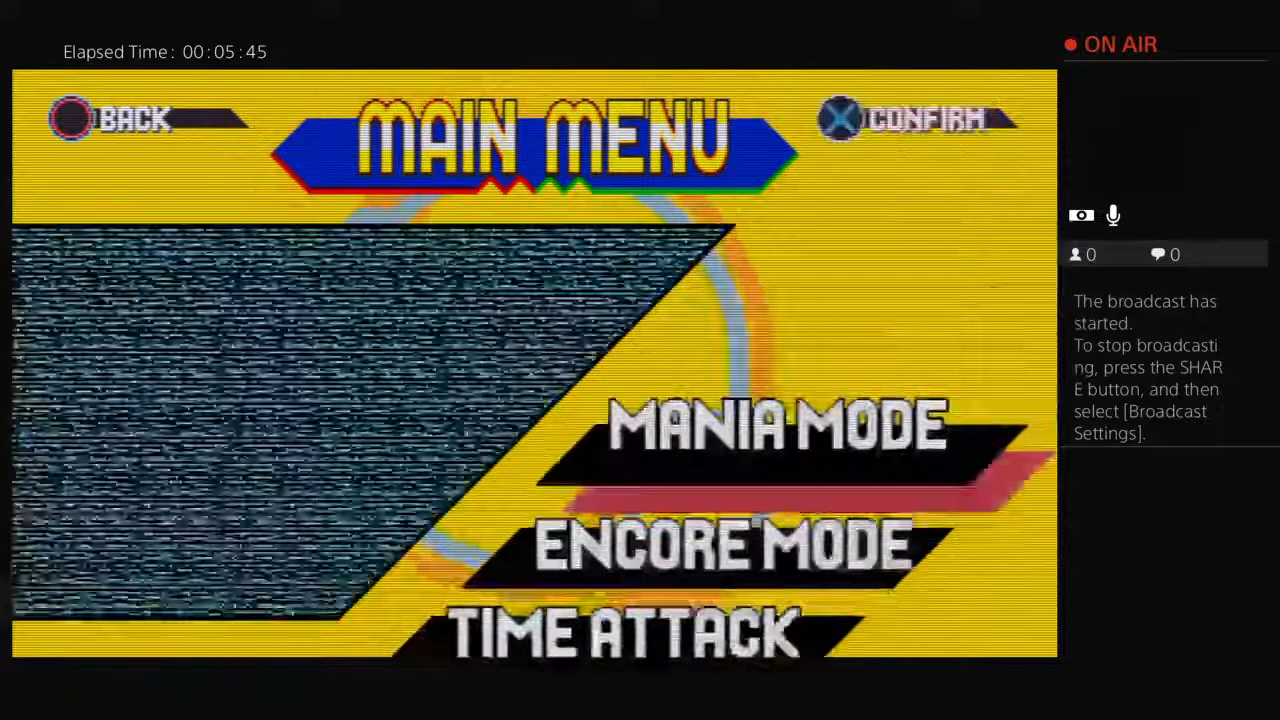 Elapsed Time: 00:05:45
ON AIR
BACK
MAIN MENU
CONFIRM
0
0
The broadcast has
started.
To stop broadcasti
ng, press the SHAR
E button, and then
select [Broadcast
Settings].
MANIA MODE
ENCORE MODE
TIME ATTACK